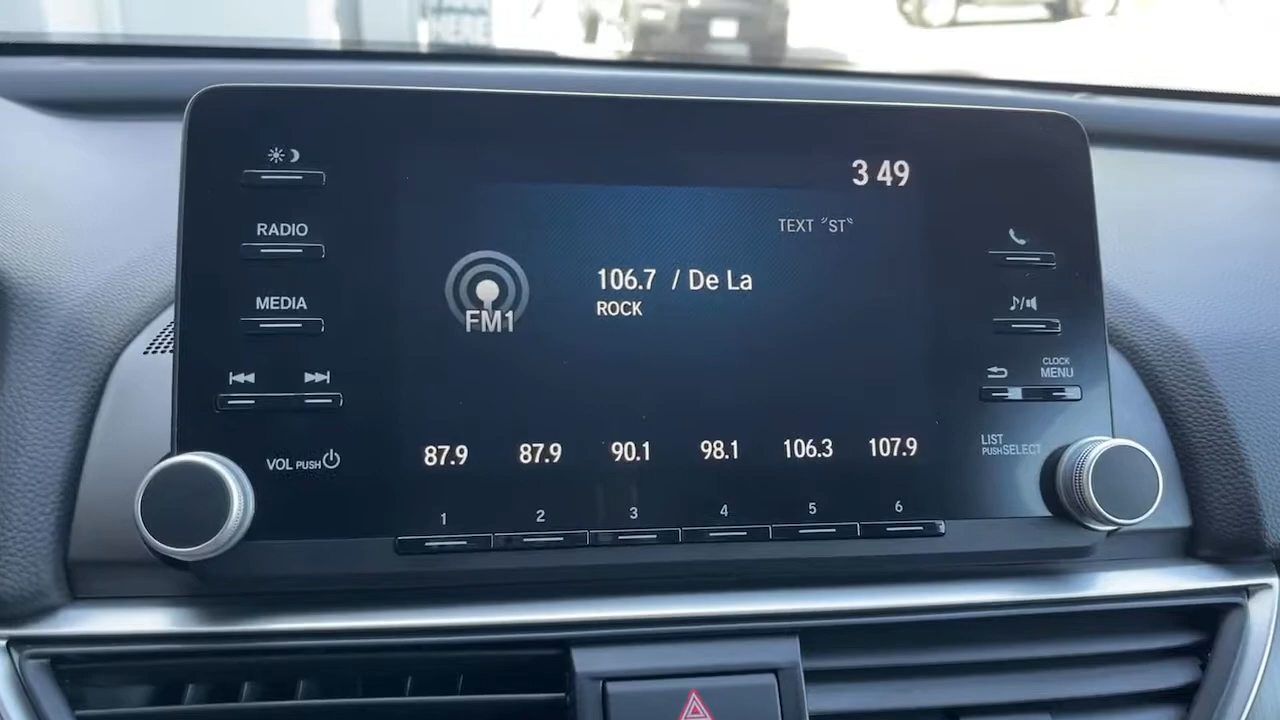 HERE
3 49
TEXT "ST"
RADIO
106.7 / De La
ROCK
FM1
MEDIA
CLOCK
MENU
VOL PUSH
LIST
PUSH SELECT
87.9 87.9 90.1 98.1 106.3 107.9
1 2 3 4 5 6